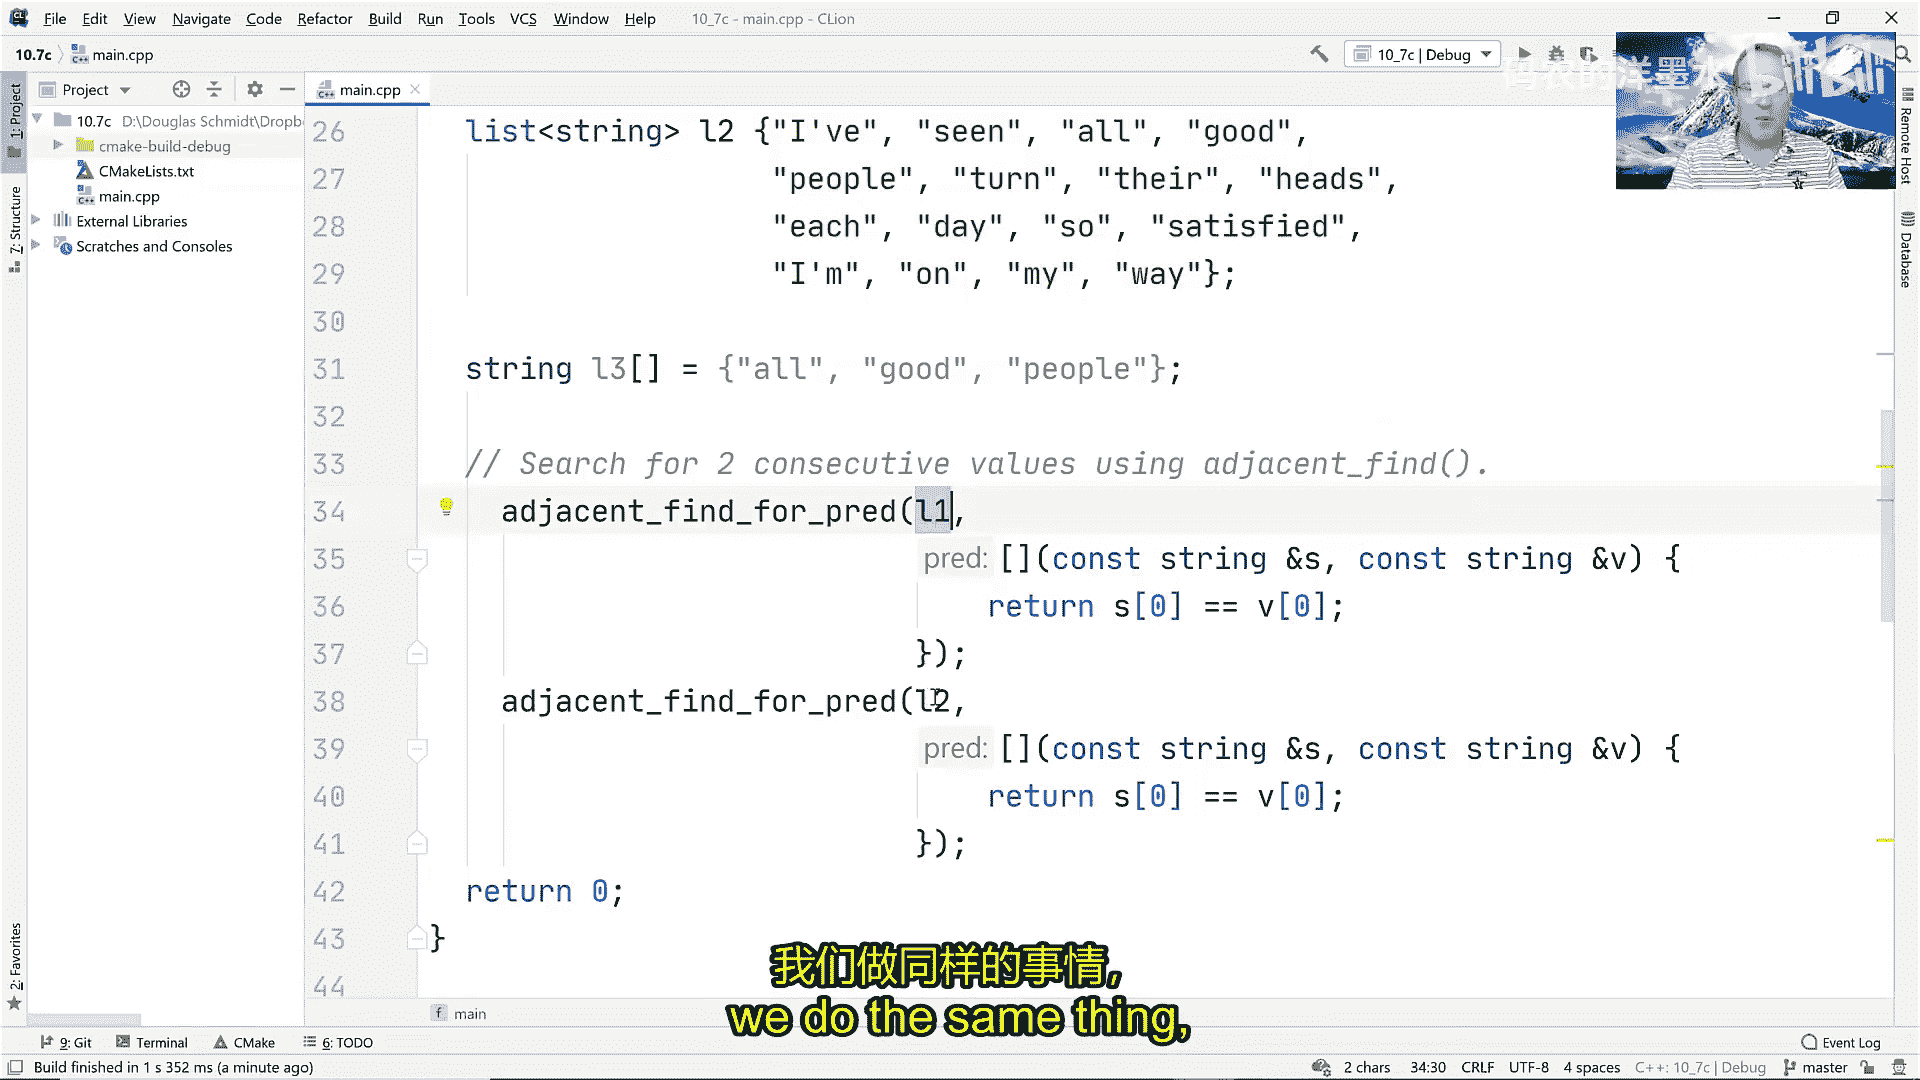 File Edit View Navigate Code Refactor Build Run Tools VCS Window Help 10_7c - main.cpp - CLion
10.7c main.cpp 10_7c | Debug
码农的洋墨水 bilibili
Project main.cpp
1: Project
7: Structure
2: Favorites
10.7c D:\Douglas Schmidt\Dropb
cmake-build-debug
CMakeLists.txt
main.cpp
External Libraries
Scratches and Consoles
Remote Host
Database
26 list<string> l2 {"I've", "seen", "all", "good",
27 "people", "turn", "their", "heads",
28 "each", "day", "so", "satisfied",
29 "I'm", "on", "my", "way"};
30
31 string l3[] = {"all", "good", "people"};
32
33 // Search for 2 consecutive values using adjacent_find().
34 adjacent_find_for_pred(l1,
35 pred: [](const string &s, const string &v) {
36 return s[0] == v[0];
37 });
38 adjacent_find_for_pred(l2,
39 pred: [](const string &s, const string &v) {
40 return s[0] == v[0];
41 });
42 return 0;
43 }
44
我们做同样的事情,
we do the same thing,
f main
9: Git Terminal CMake 6: TODO Event Log
Build finished in 1 s 352 ms (a minute ago) 2 chars 34:30 CRLF UTF-8 4 spaces C++: 10_7c | Debug master